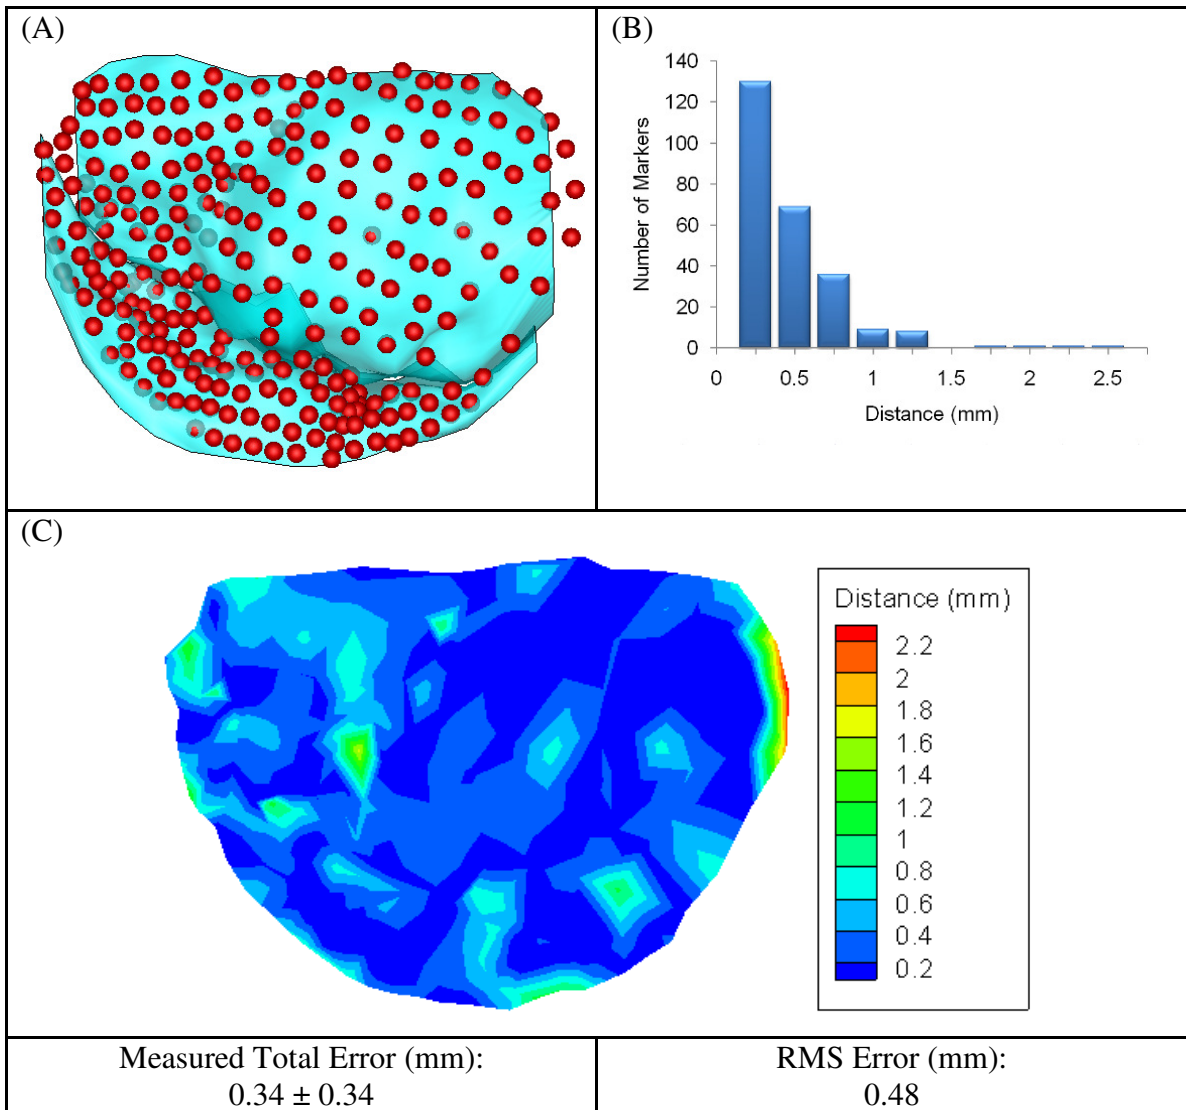 (A)
(B)
140
120
100
80
60
40
20
0
Number of Markers
0 0.5 1 1.5 2 2.5
Distance (mm)
(C)
Distance (mm)
2.2
2
1.8
1.6
1.4
1.2
1
0.8
0.6
0.4
0.2
Measured Total Error (mm):
0.34 ± 0.34
RMS Error (mm):
0.48